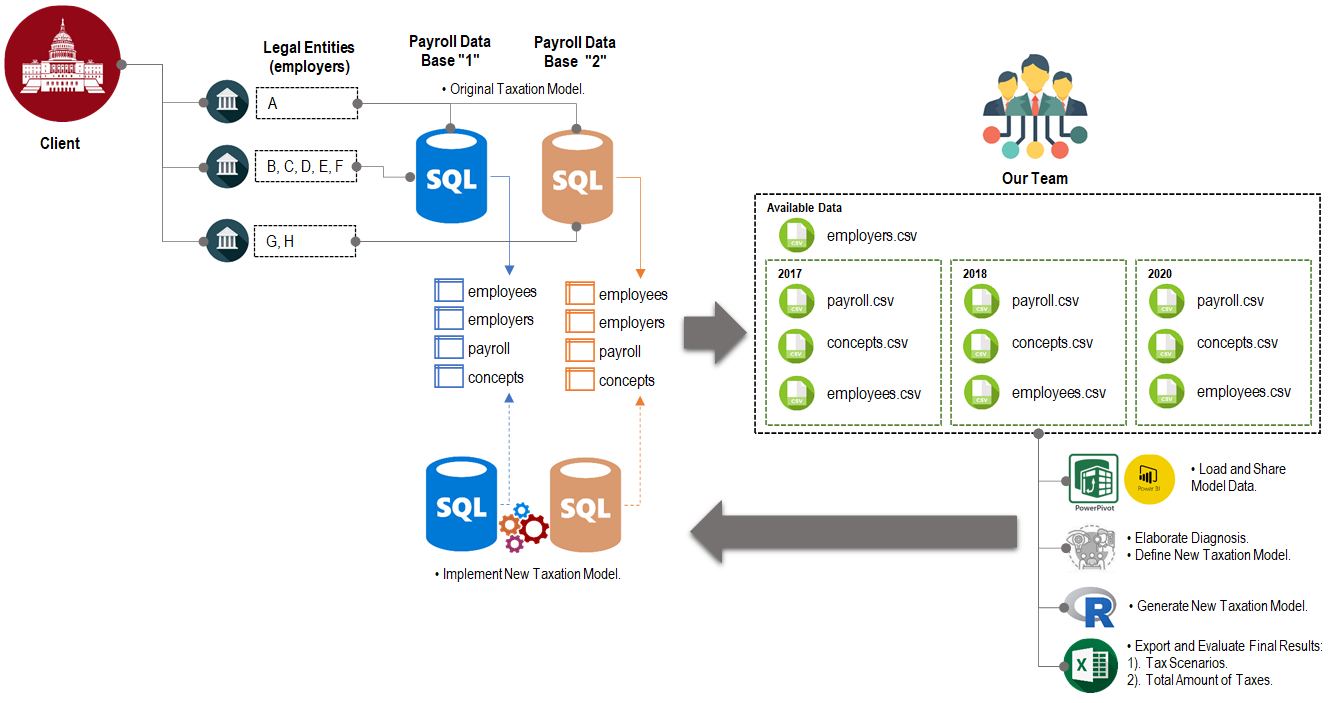 Client
Legal Entities
(employers)
A
B, C, D, E, F
G, H
Payroll Data
Base "1"
Payroll Data
Base "2"
• Original Taxation Model.
SQL
SQL
employees
employers
payroll
concepts
employees
employers
payroll
concepts
SQL
SQL
• Implement New Taxation Model.
Our Team
Available Data
CSV
employers.csv
2017
CSV
payroll.csv
CSV
concepts.csv
CSV
employees.csv
2018
CSV
payroll.csv
CSV
concepts.csv
CSV
employees.csv
2020
CSV
payroll.csv
CSV
concepts.csv
CSV
employees.csv
PowerPivot
Power BI
• Load and Share
Model Data.
• Elaborate Diagnosis.
• Define New Taxation Model.
R
• Generate New Taxation Model.
X
• Export and Evaluate Final Results:
1). Tax Scenarios.
2). Total Amount of Taxes.